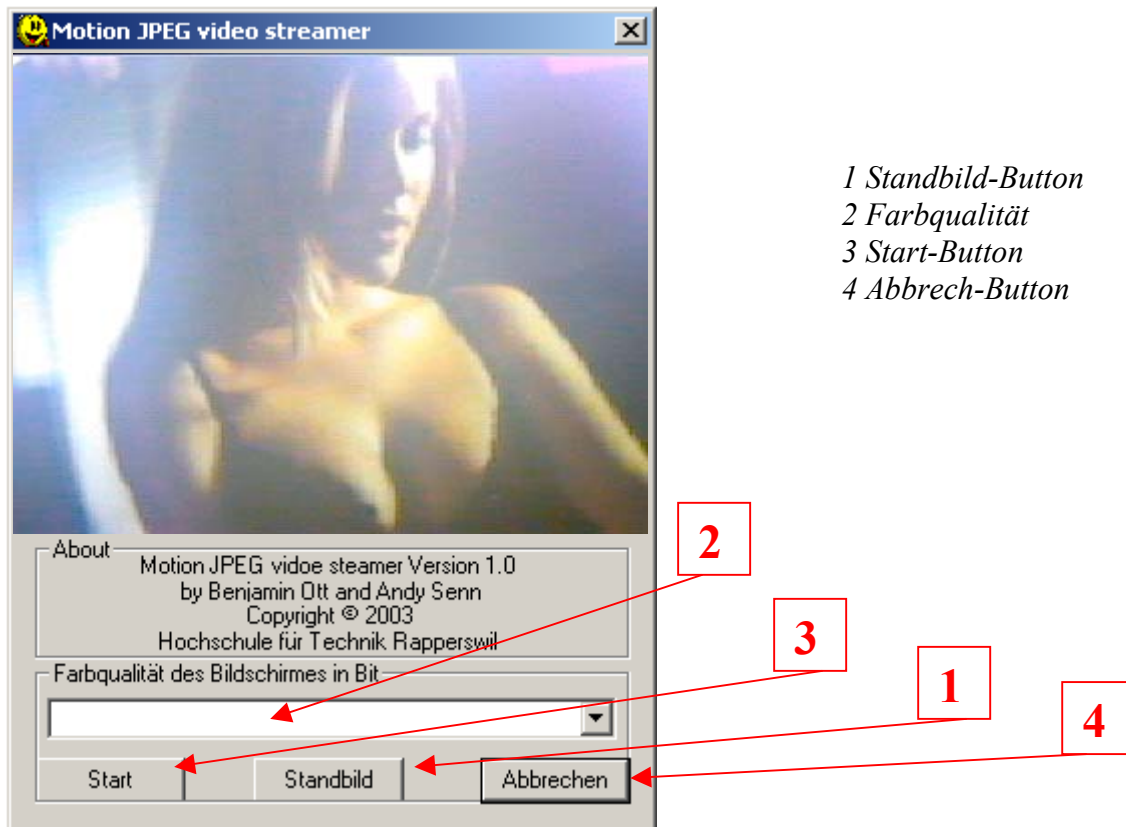 Motion JPEG video streamer
1 Standbild-Button
2 Farbqualität
3 Start-Button
4 Abbrech-Button
2
About
Motion JPEG vidoe steamer Version 1.0
by Benjamin Ott and Andy Senn
Copyright © 2003
Hochschule für Technik Rapperswil
3
Farbqualität des Bildschirmes in Bit
1
4
Start
Standbild
Abbrechen